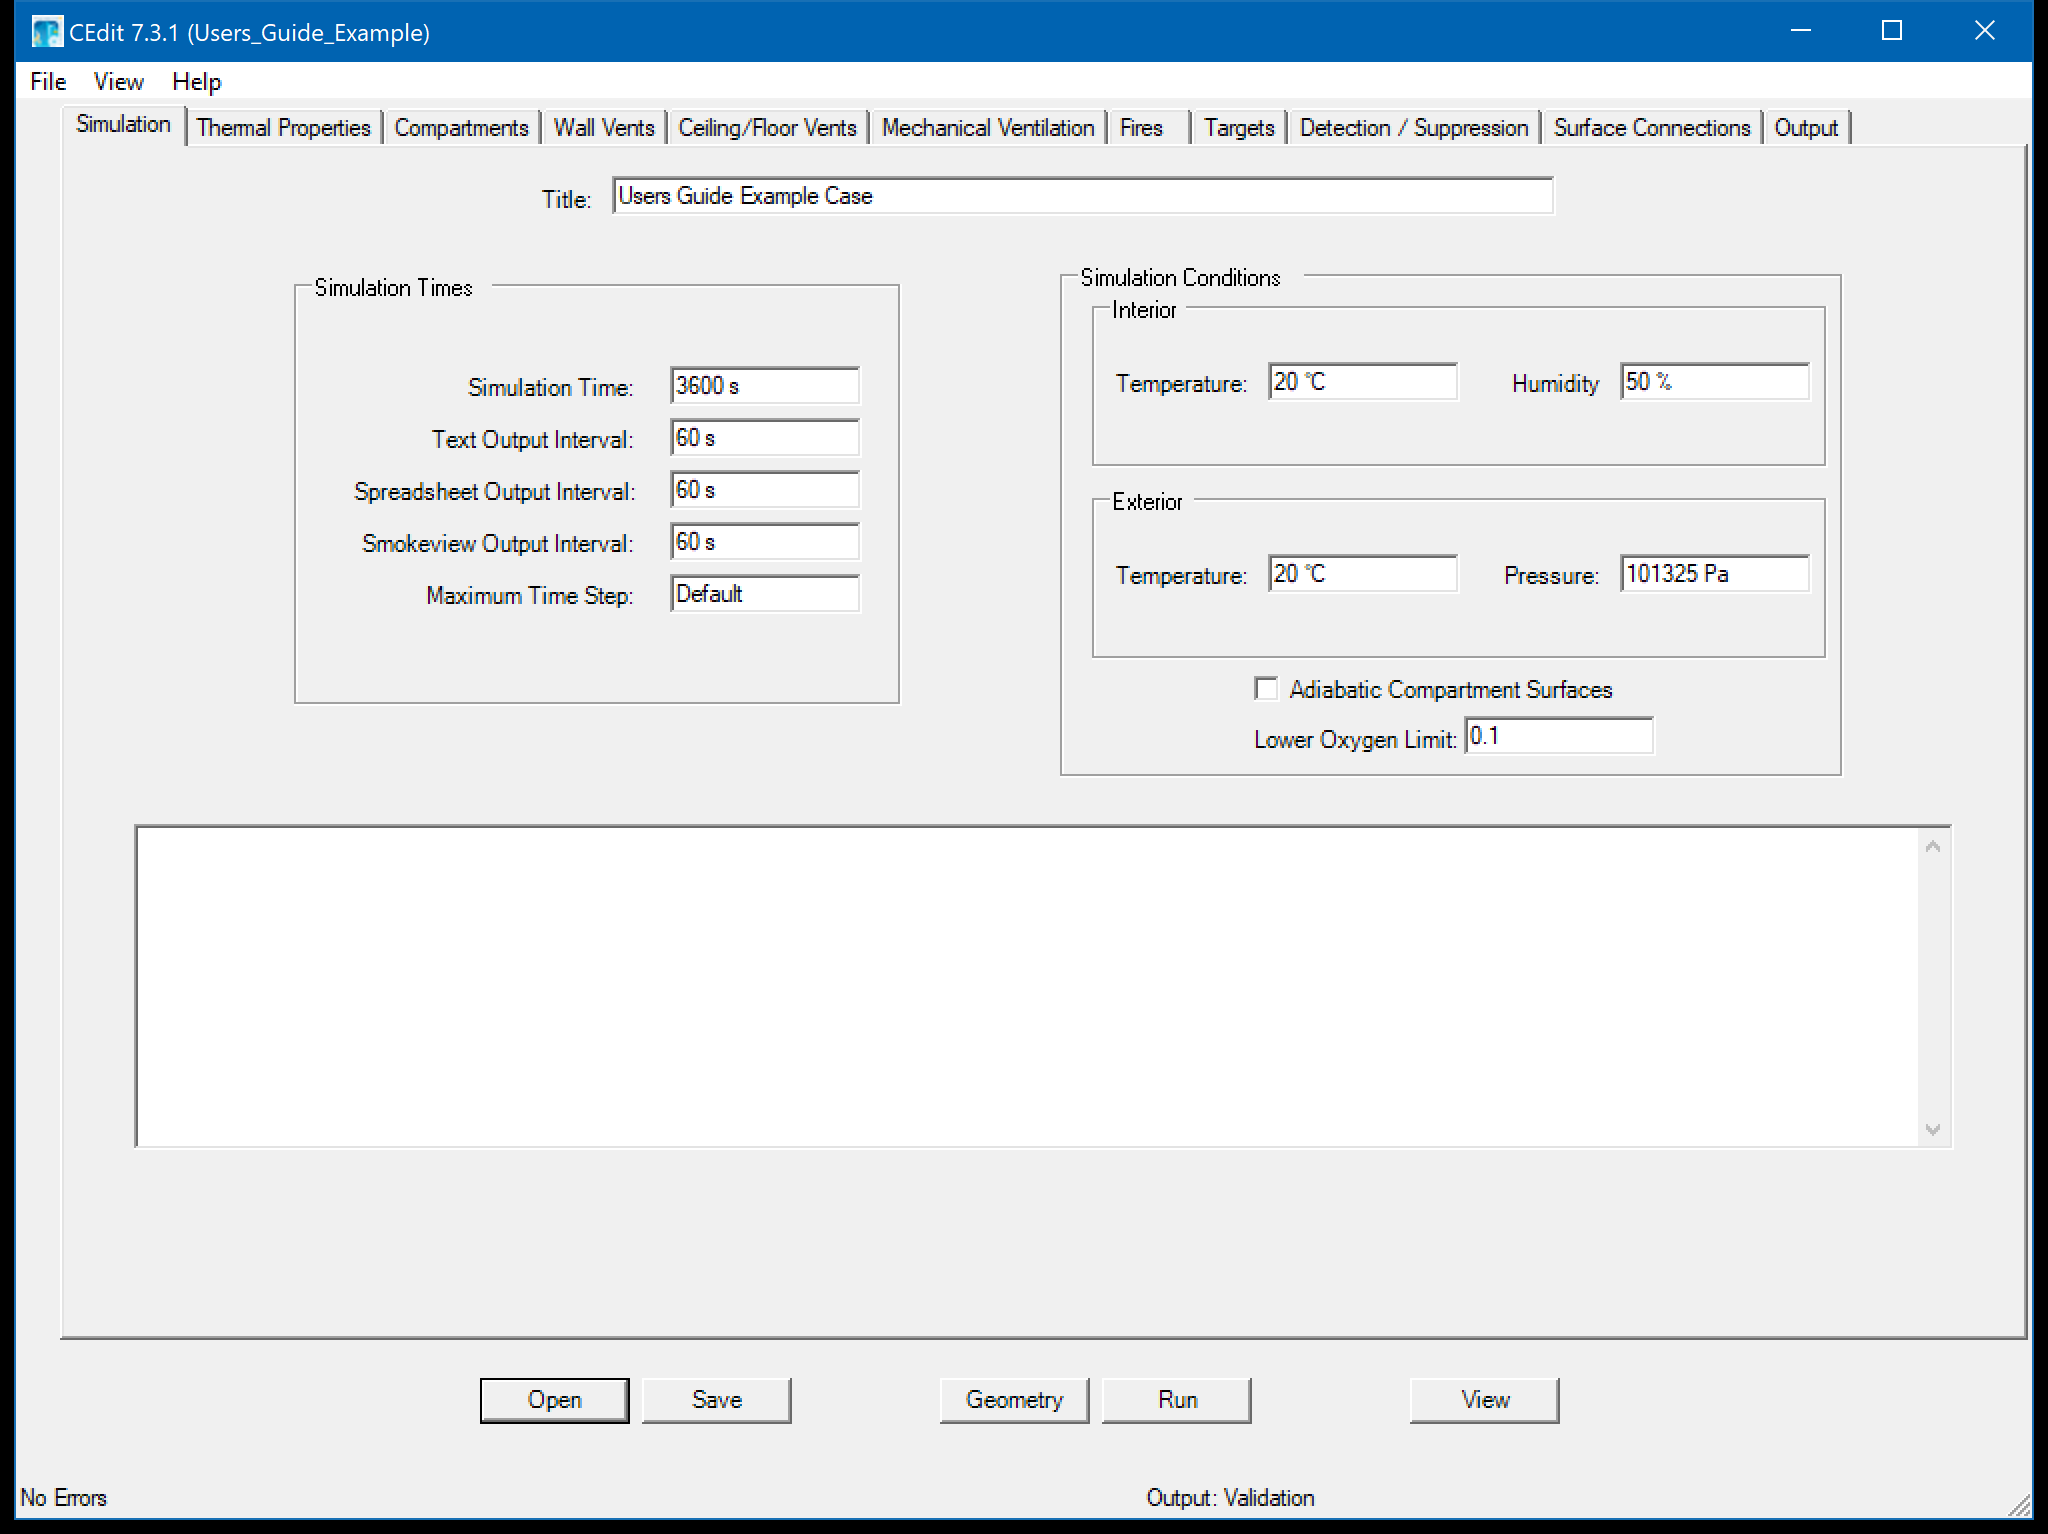 CEdit 7.3.1 (Users_Guide_Example)
File View Help
Simulation Thermal Properties Compartments Wall Vents Ceiling/Floor Vents Mechanical Ventilation Fires Targets Detection / Suppression Surface Connections Output
Title: Users Guide Example Case
Simulation Times
Simulation Time: 3600 s
Text Output Interval: 60 s
Spreadsheet Output Interval: 60 s
Smokeview Output Interval: 60 s
Maximum Time Step: Default
Simulation Conditions
Interior
Temperature: 20 °C Humidity 50 %
Exterior
Temperature: 20 °C Pressure: 101325 Pa
Adiabatic Compartment Surfaces
Lower Oxygen Limit: 0.1
Open Save Geometry Run View
No Errors Output: Validation